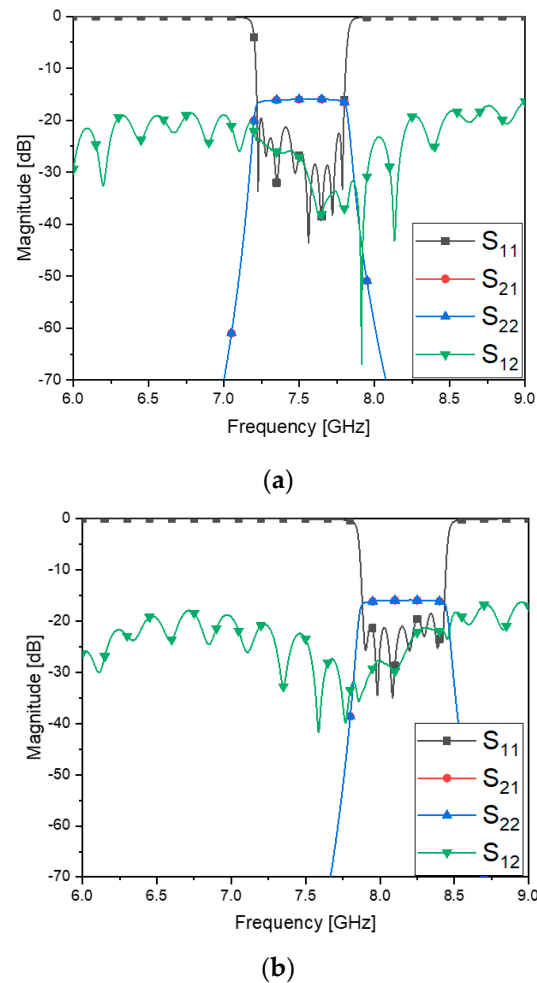 0
-10
-20
-30
-40
-50
-60
-70
Magnitude [dB]
S11
S21
S22
S12
6.0 6.5 7.0 7.5 8.0 8.5 9.0
Frequency [GHz]
(a)
0
-10
-20
-30
-40
-50
-60
-70
Magnitude [dB]
S11
S21
S22
S12
6.0 6.5 7.0 7.5 8.0 8.5 9.0
Frequency [GHz]
(b)